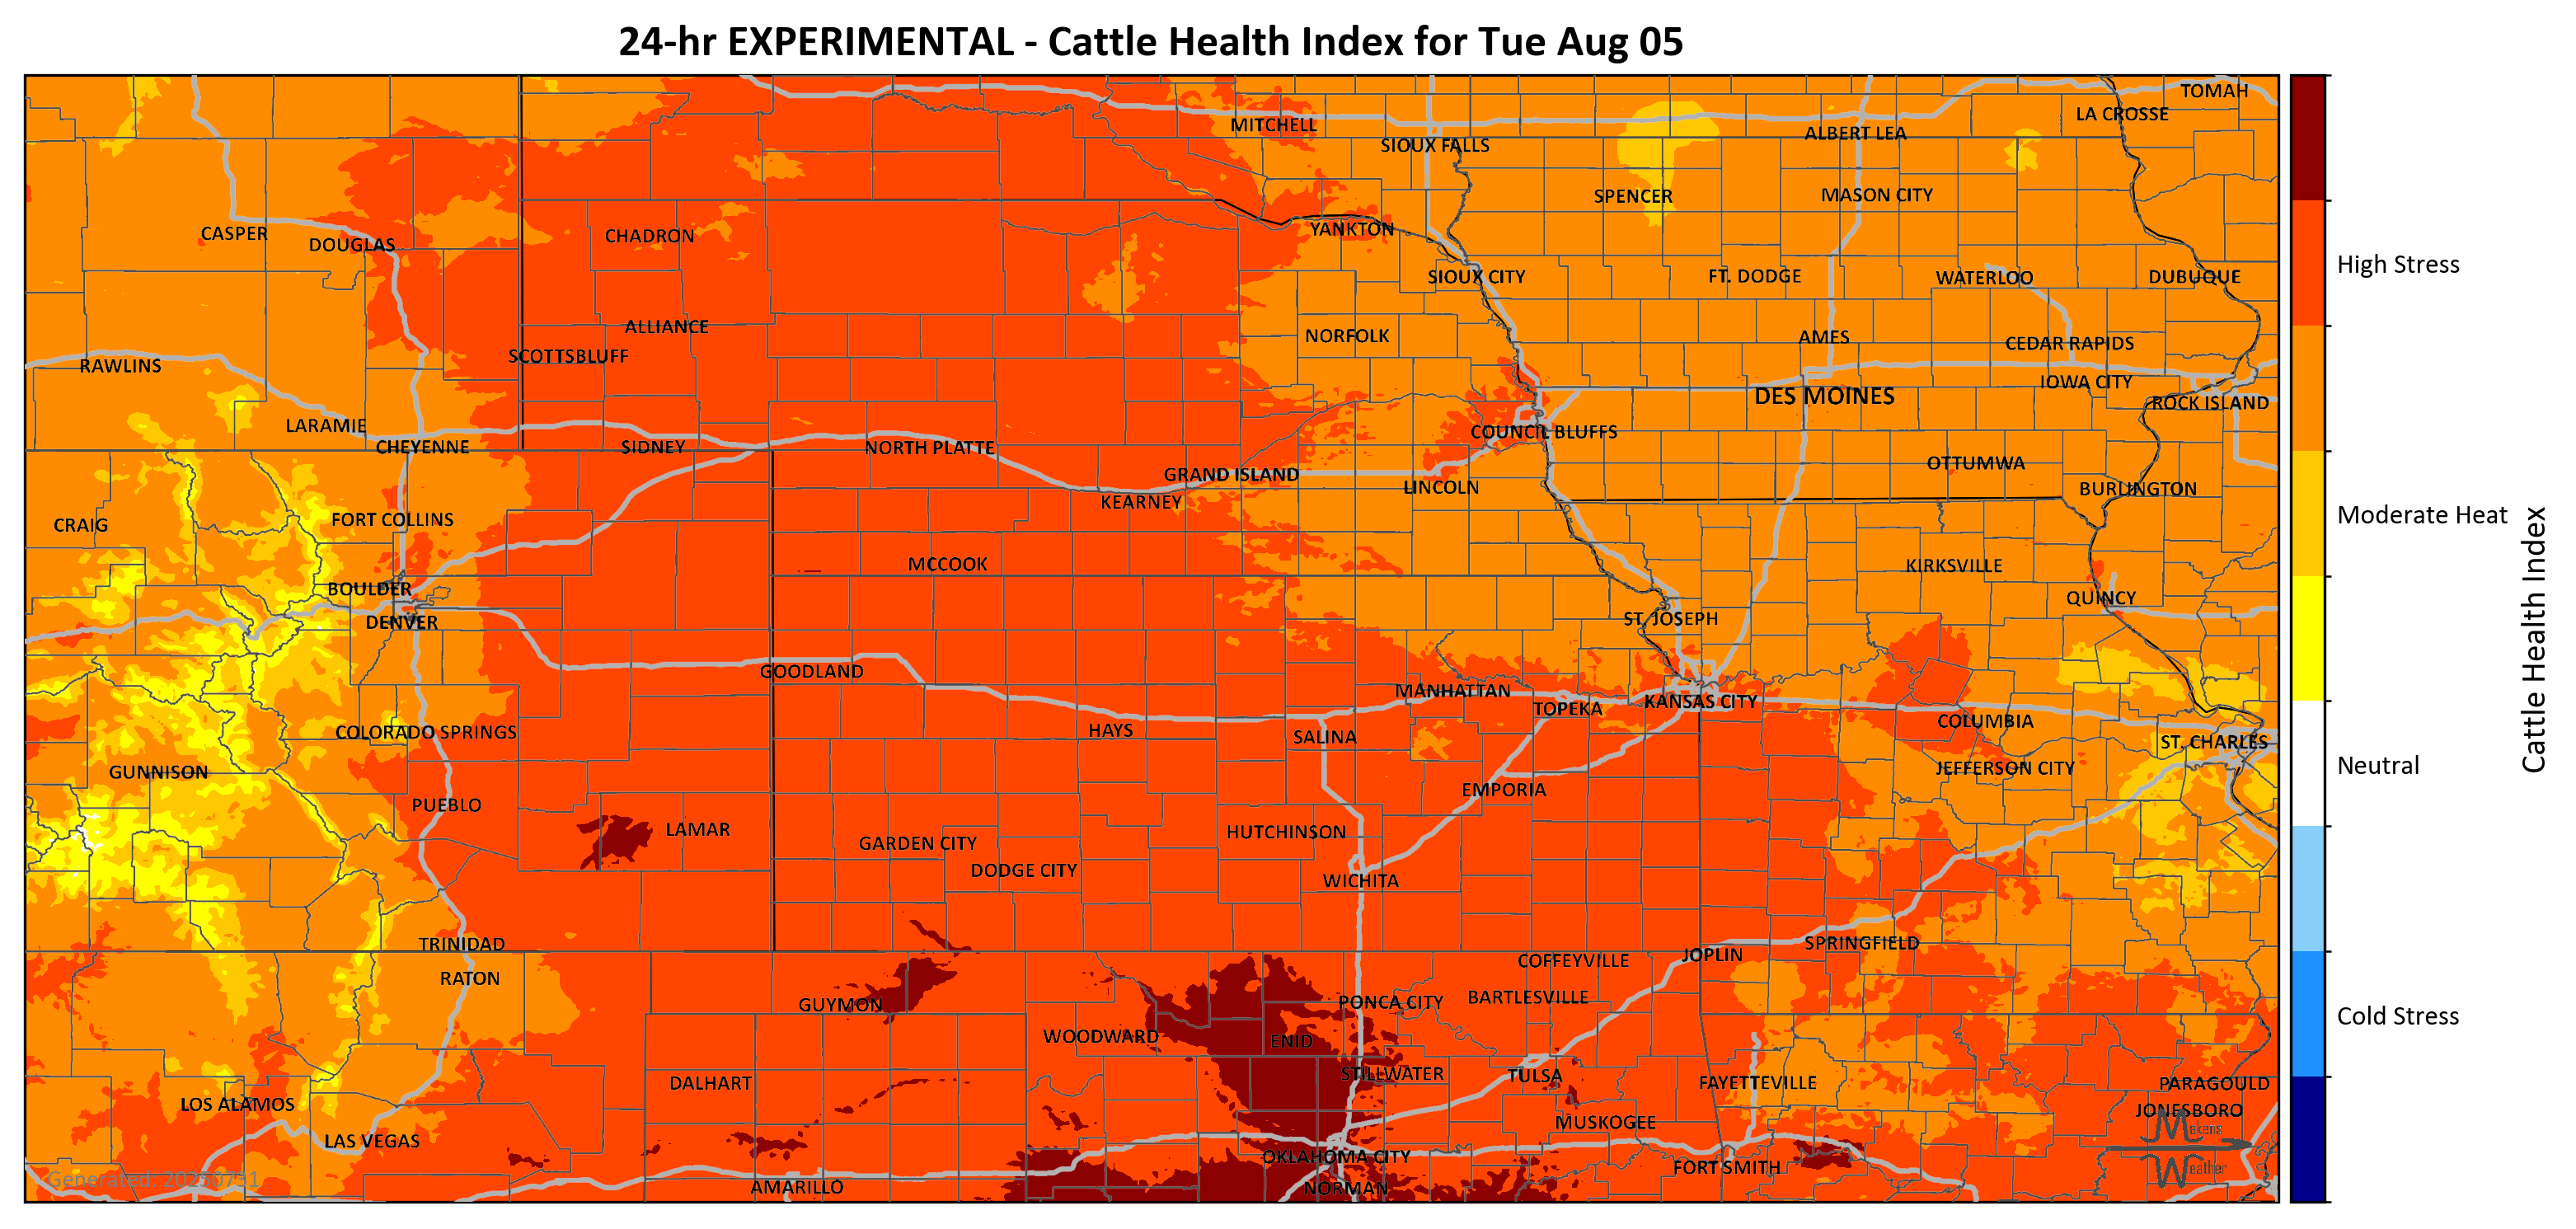 24-hr EXPERIMENTAL - Cattle Health Index for Tue Aug 05
TOMAH
LA CROSSE
MITCHELL
ALBERT LEA
SIOUX FALLS
SPENCER
MASON CITY
CASPER
DOUGLAS
CHADRON
YANKTON
SIOUX CITY
FT. DODGE
WATERLOO
DUBUQUE
High Stress
ALLIANCE
NORFOLK
AMES
CEDAR RAPIDS
SCOTTSBLUFF
RAWLINS
IOWA CITY
DES MOINES
ROCK ISLAND
LARAMIE
COUNCIL BLUFFS
CHEYENNE
SIDNEY
NORTH PLATTE
OTTUMWA
GRAND ISLAND
LINCOLN
BURLINGTON
KEARNEY
Moderate Heat
CRAIG
FORT COLLINS
MCCOOK
KIRKSVILLE
BOULDER
QUINCY
DENVER
ST. JOSEPH
Cattle Health Index
GOODLAND
MANHATTAN
KANSAS CITY
TOPEKA
COLUMBIA
COLORADO SPRINGS
HAYS
SALINA
ST. CHARLES
GUNNISON
JEFFERSON CITY
Neutral
EMPORIA
PUEBLO
LAMAR
HUTCHINSON
GARDEN CITY
DODGE CITY
WICHITA
TRINIDAD
SPRINGFIELD
JOPLIN
COFFEYVILLE
RATON
BARTLESVILLE
PONCA CITY
GUYMON
Cold Stress
WOODWARD
ENID
STILLWATER
TULSA
DALHART
FAYETTEVILLE
PARAGOULD
LOS ALAMOS
JONESBORO
MUSKOGEE
Makens
LAS VEGAS
OKLAHOMA CITY
FORT SMITH
Weather
Generated: 20250731
AMARILLO
NORMAN